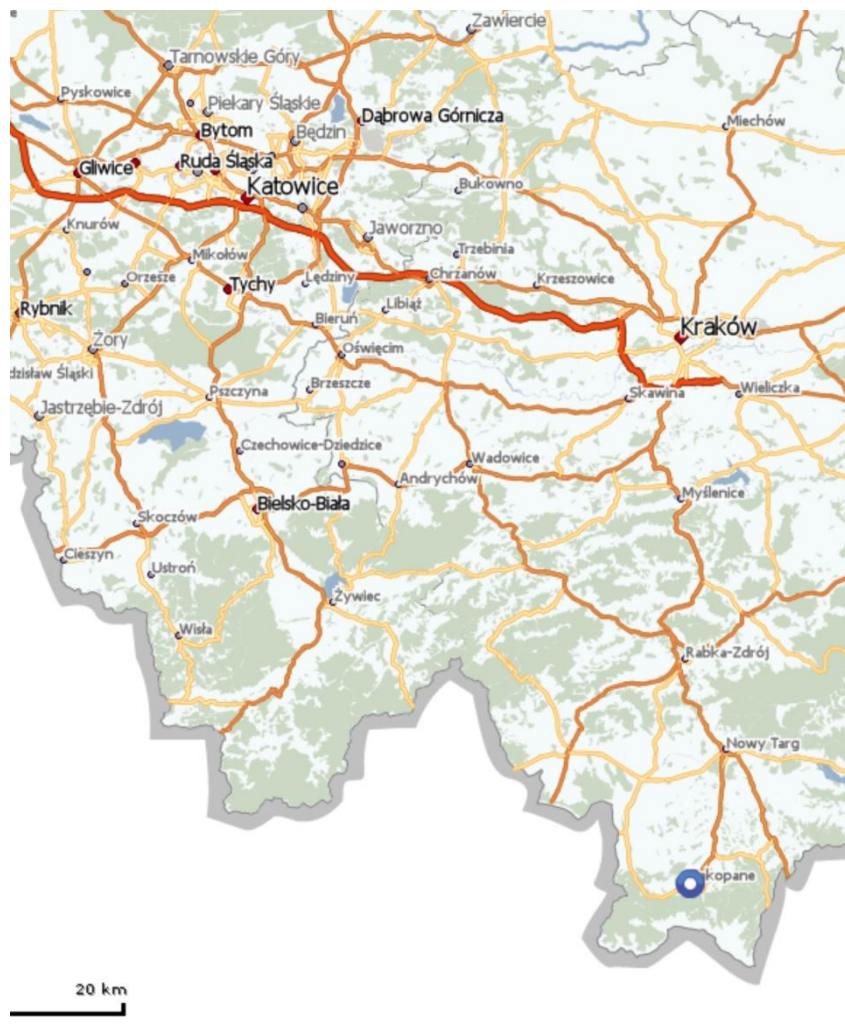 Zawiercie
Tarnowskie Góry
Pyskowice
Piekary Śląskie
Dąbrowa Górnicza
Miechów
Bytom
Będzin
Gliwice
Ruda Śląska
Katowice
Bukowno
Knurów
Jaworzno
Mikołów
Trzebinia
Orzesze
Tychy
Lędziny
Chrzanów
Krzeszowice
Rybnik
Libiąż
Bieruń
Kraków
Żory
Oświęcim
dzisław Śląski
Pszczyna
Brzeszcze
Skawina
Wieliczka
Jastrzębie-Zdrój
Czechowice-Dziedzice
Wadowice
Andrychów
Myślenice
Bielsko-Biała
Skoczów
Cieszyn
Ustroń
Żywiec
Wisła
Rabka-Zdrój
Nowy Targ
kopane
20 km